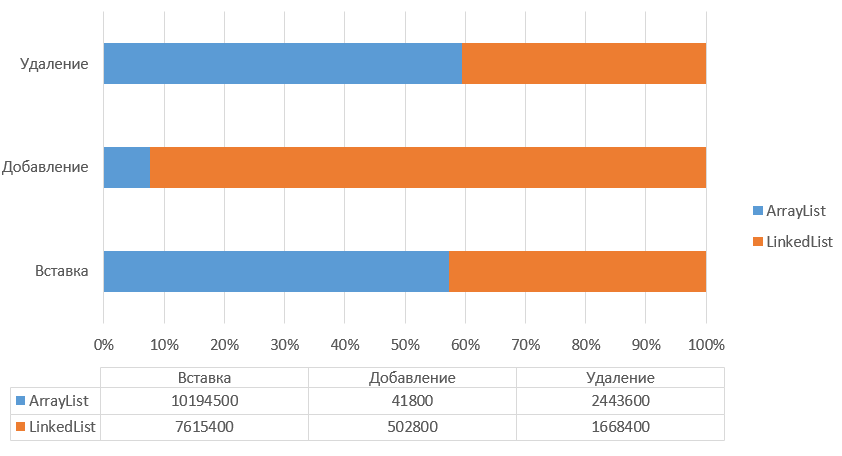 Удаление
Добавление
Вставка
0% 10% 20% 30% 40% 50% 60% 70% 80% 90% 100%
ArrayList
LinkedList
Вставка Добавление Удаление
ArrayList 10194500 41800 2443600
LinkedList 7615400 502800 1668400